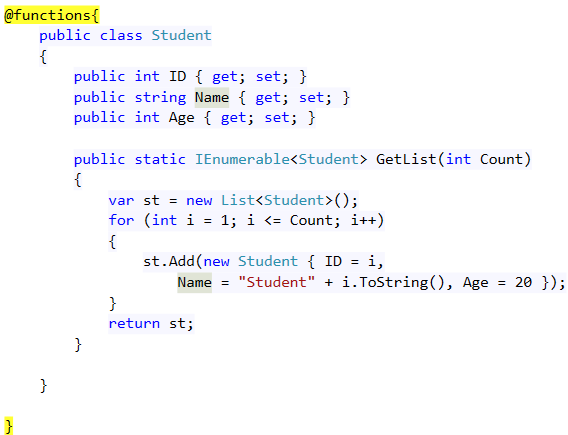 @functions{
    public class Student
    {
        public int ID { get; set; }
        public string Name { get; set; }
        public int Age { get; set; }

        public static IEnumerable<Student> GetList(int Count)
        {
            var st = new List<Student>();
            for (int i = 1; i <= Count; i++)
            {
                st.Add(new Student { ID = i,
                    Name = "Student" + i.ToString(), Age = 20 });
            }
            return st;
        }

    }

}